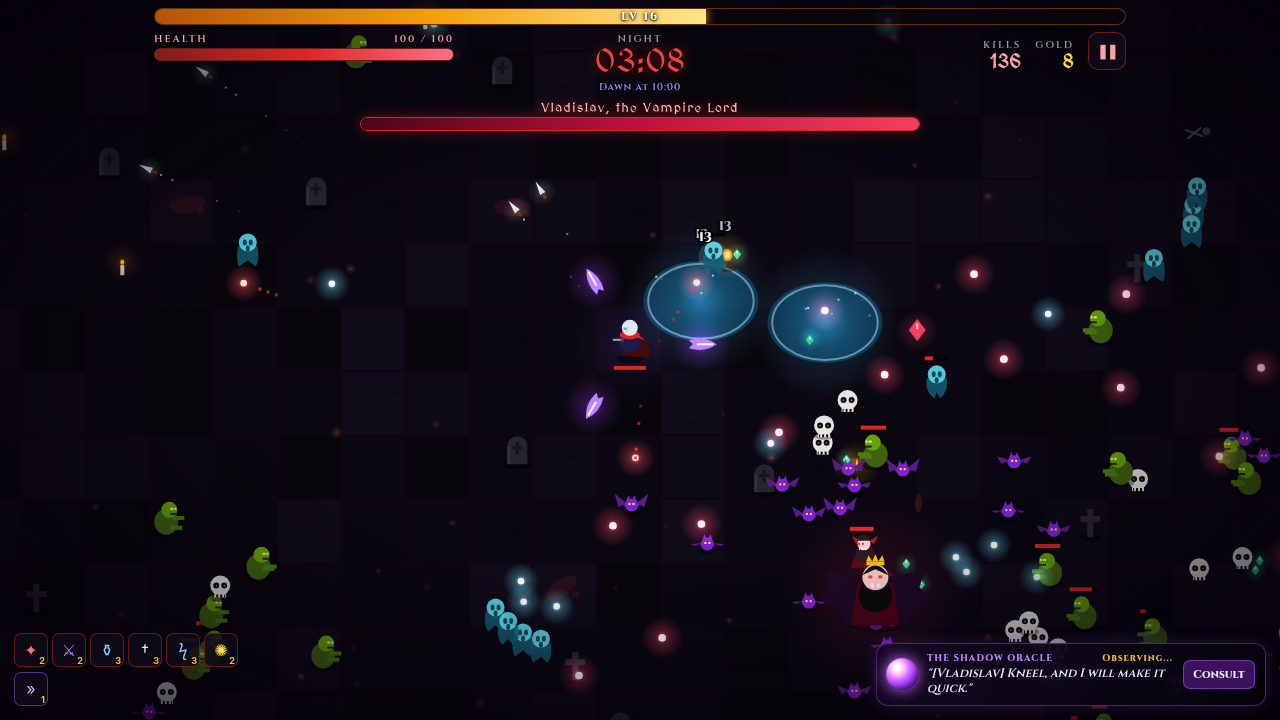 LV 16
HEALTH 100 / 100
NIGHT
03:08
DAWN AT 10:00
KILLS GOLD
136 8
Vladislav, the Vampire Lord
13
13
2 2 3 3 3 2
1
THE SHADOW ORACLE OBSERVING...
"[VLADISLAV] KNEEL, AND I WILL MAKE IT
QUICK."
CONSULT